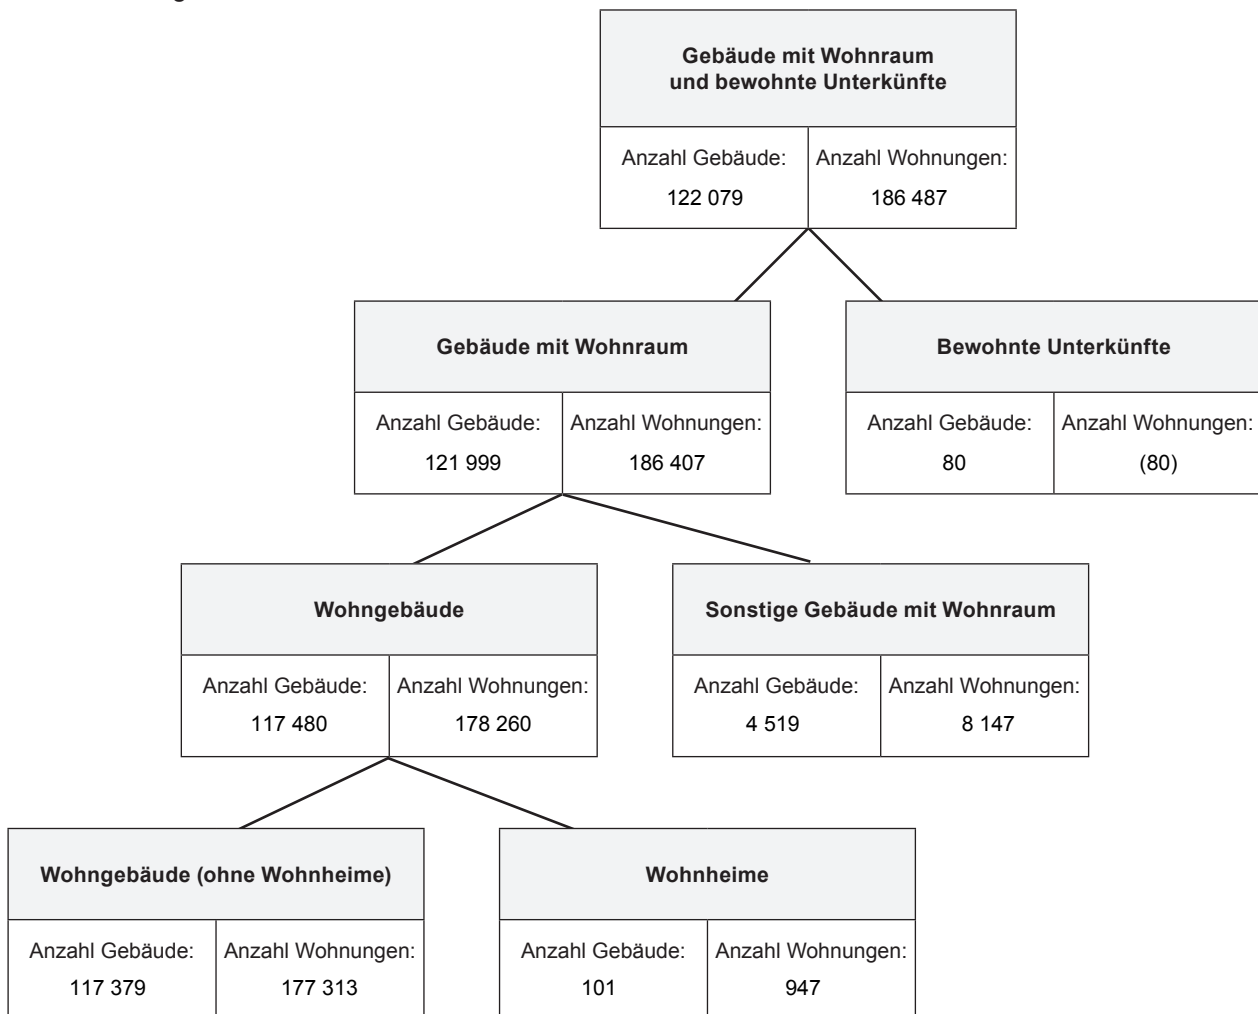 Gebäude mit Wohnraum
und bewohnte Unterkünfte
Anzahl Gebäude: Anzahl Wohnungen:
122 079 186 487
Gebäude mit Wohnraum Bewohnte Unterkünfte
Anzahl Gebäude: Anzahl Wohnungen: Anzahl Gebäude: Anzahl Wohnungen:
121 999 186 407 80 (80)
Wohngebäude Sonstige Gebäude mit Wohnraum
Anzahl Gebäude: Anzahl Wohnungen: Anzahl Gebäude: Anzahl Wohnungen:
117 480 178 260 4 519 8 147
Wohngebäude (ohne Wohnheime) Wohnheime
Anzahl Gebäude: Anzahl Wohnungen: Anzahl Gebäude: Anzahl Wohnungen:
117 379 177 313 101 947